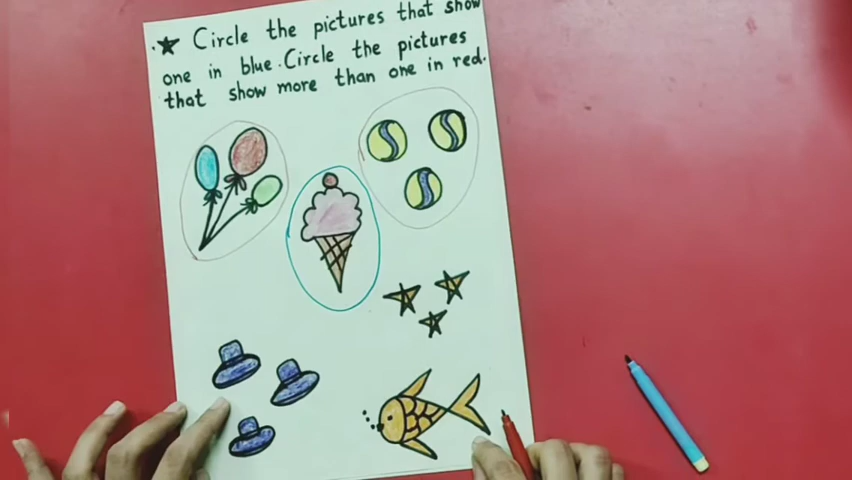 Circle the pictures that show
one in blue. Circle the pictures
that show more than one in red.